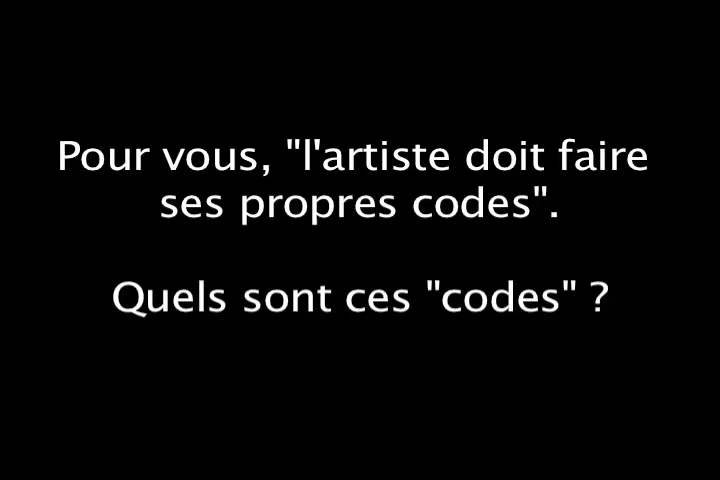 Pour vous, "l'artiste doit faire
ses propres codes".
Quels sont ces "codes" ?